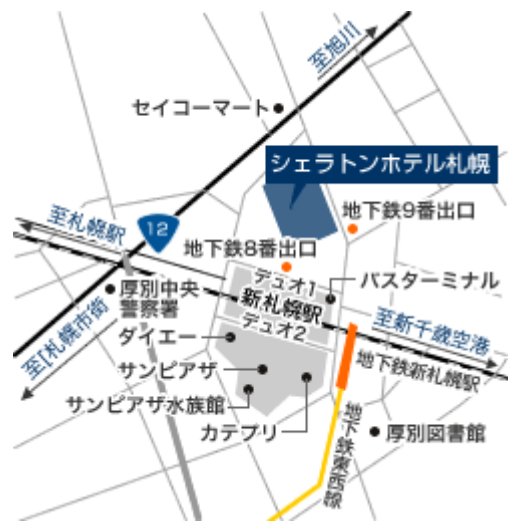 至旭川
セイコーマート
シェラトンホテル札幌
至札幌駅
12
地下鉄9番出口
地下鉄8番出口
デュオ1
バスターミナル
新札幌駅
厚別中央
警察署
デュオ2
至新千歳空港
至[札幌市街
ダイエー
地下鉄新札幌駅
サンピアザ
サンピアザ水族館
カテプリ
地下鉄東西線
厚別図書館